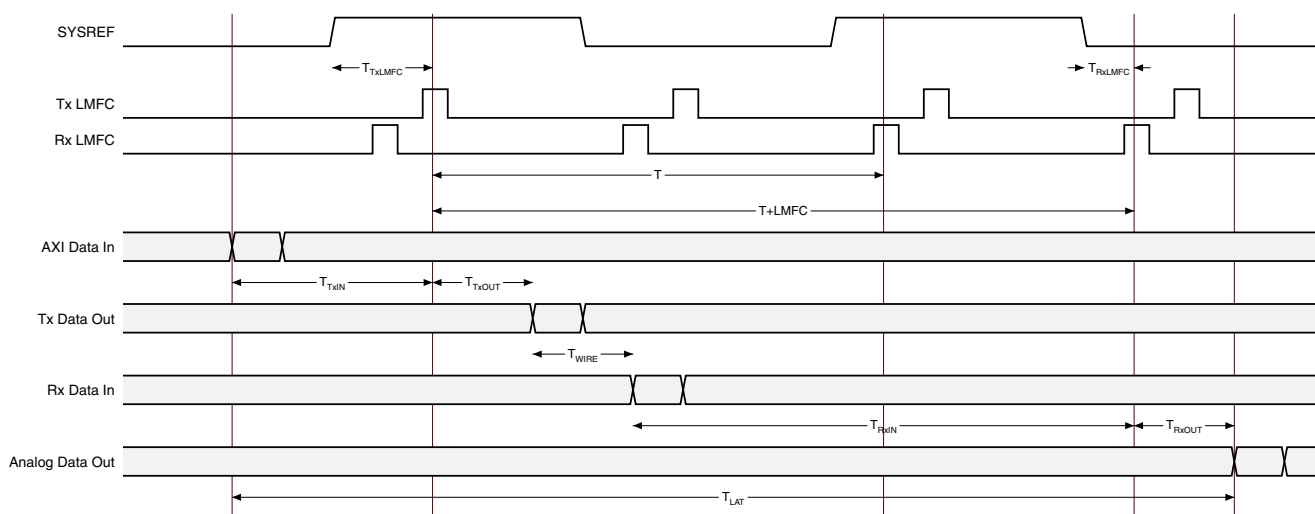 SYSREF
TTxLMFC
TRxLMFC
Tx LMFC
Rx LMFC
T
T+LMFC
AXI Data In
TTxIN
TTxOUT
Tx Data Out
TWIRE
Rx Data In
TRxIN
TRxOUT
Analog Data Out
TLAT